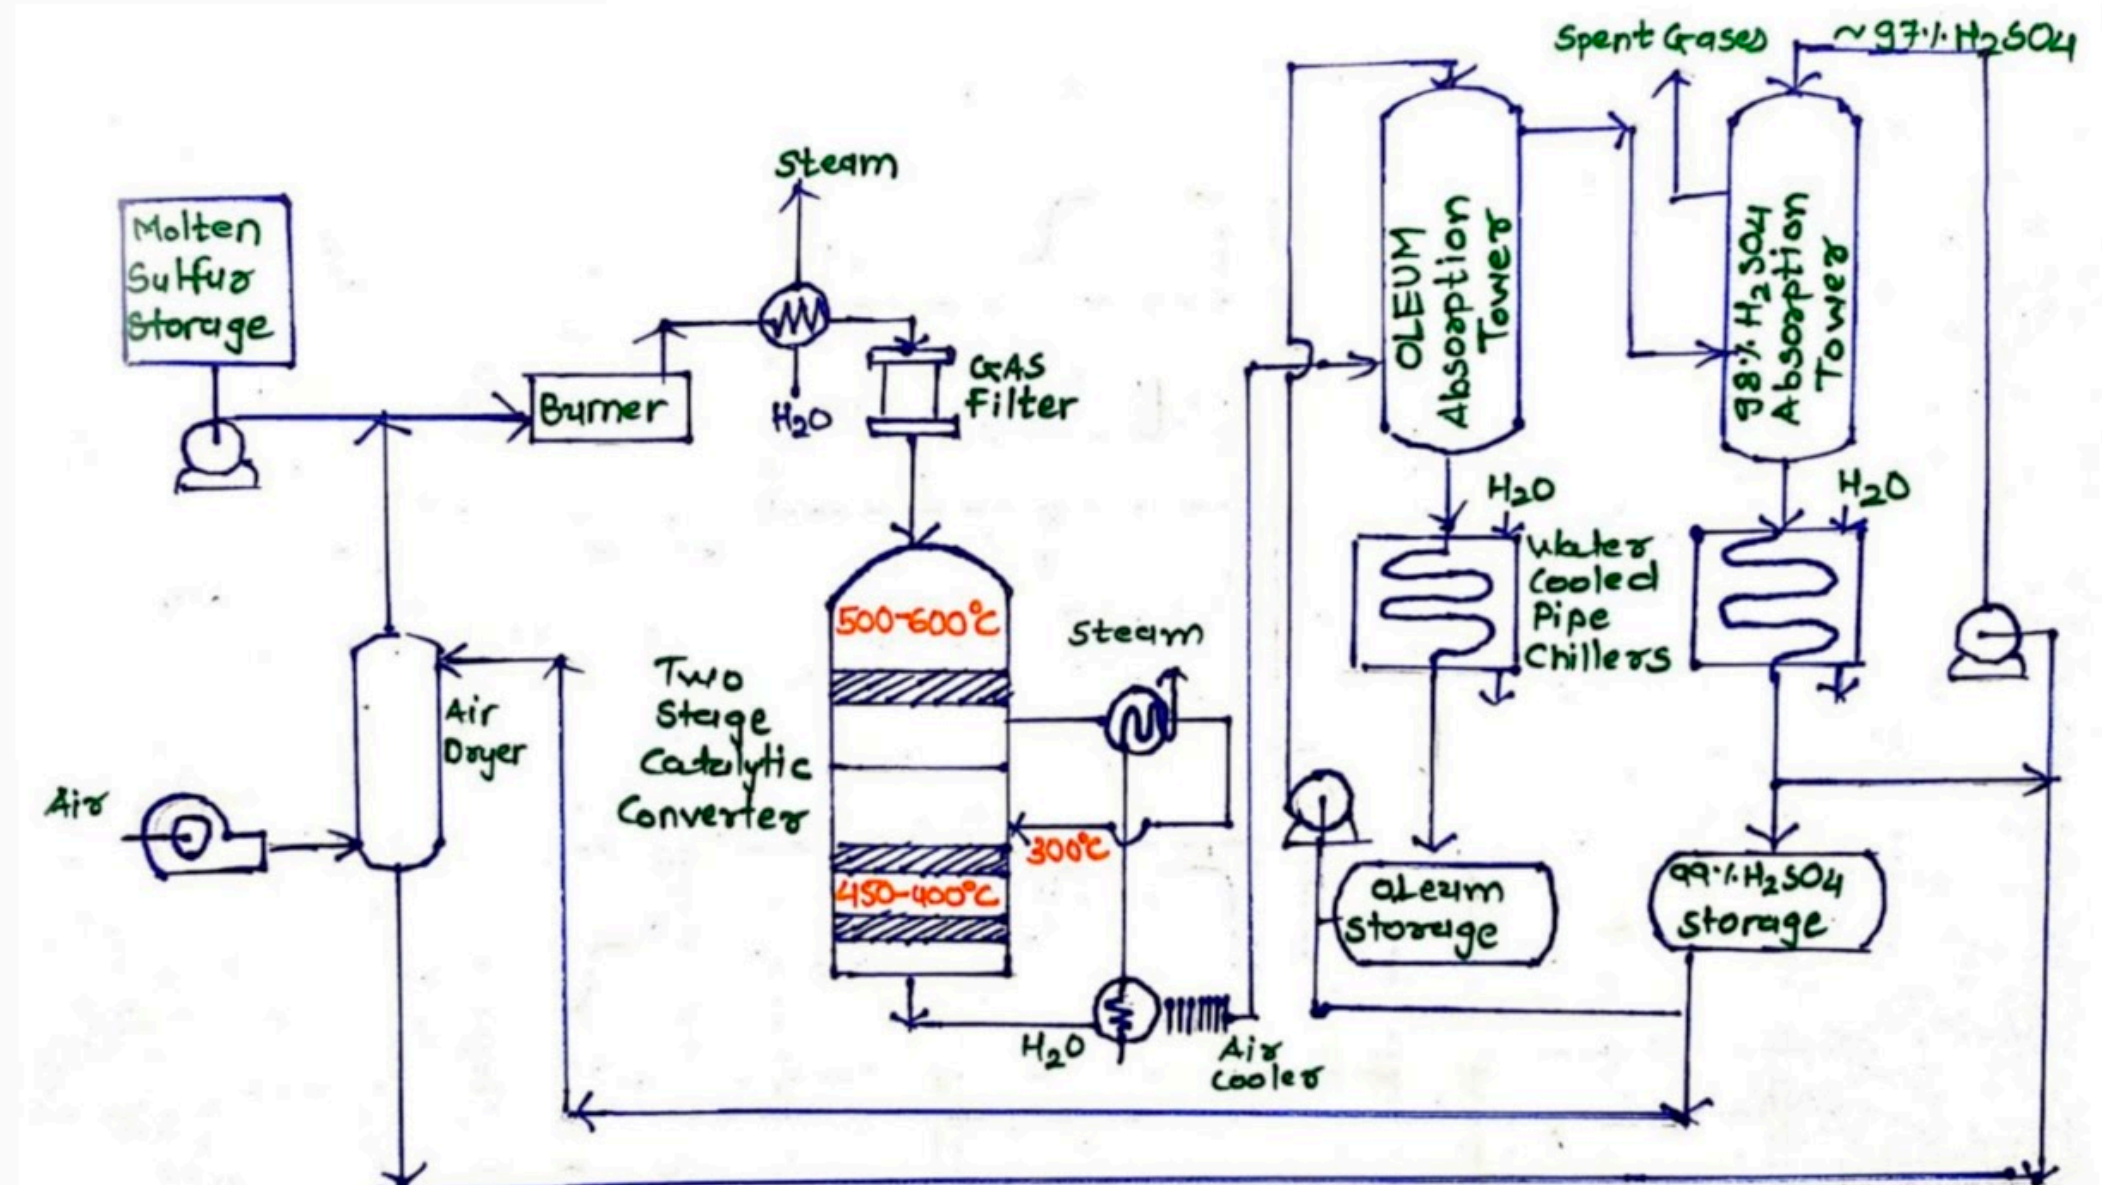 Spent Gases
~97% H2SO4
Steam
Molten
Sulfur
Storage
Burner
H2O
GAS
Filter
OLEUM
Absorption
Tower
98% H2SO4
Absorption
Tower
H2O
H2O
Water
Cooled
Pipe
Chillers
500-600°C
Steam
Two
Stage
Catalytic
Converter
Air
Dryer
Air
300°C
450-400°C
OLeum
Storage
99% H2SO4
Storage
H2O
Air
Cooler